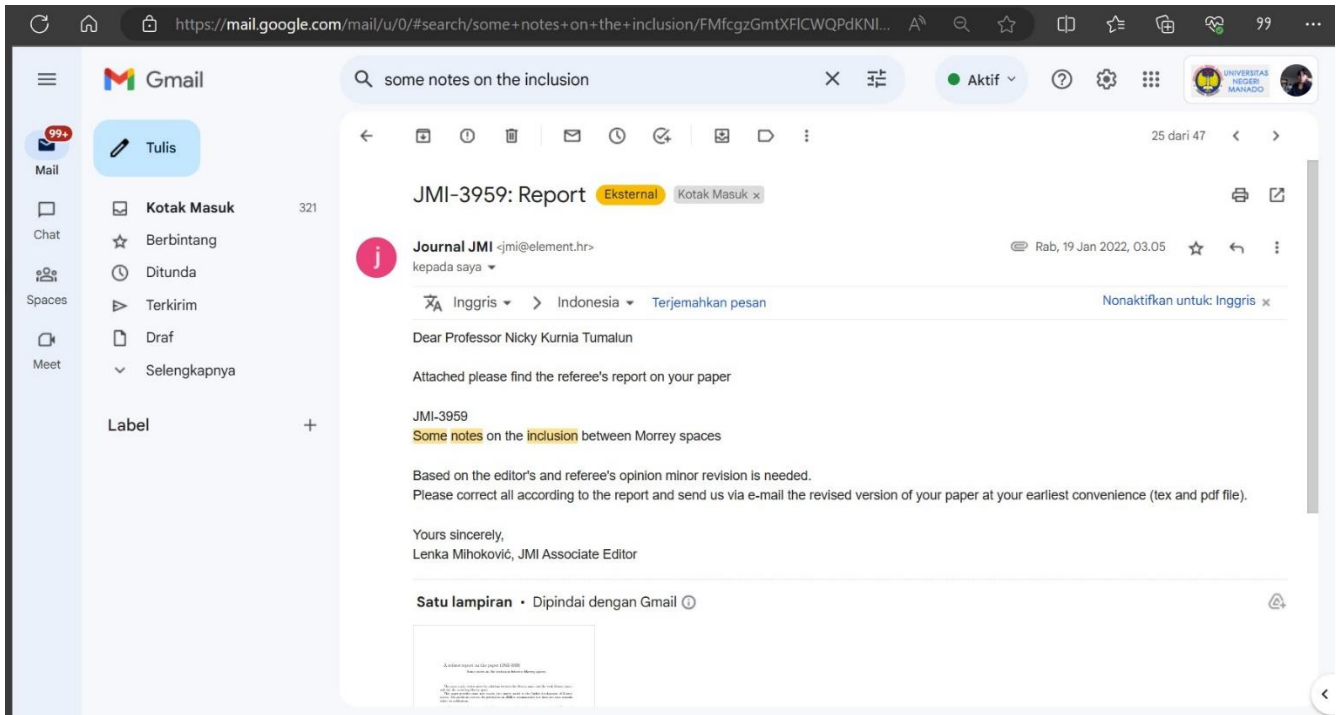 https://mail.google.com/mail/u/0/#search/some+notes+on+the+inclusion/FMfcgzGmtXFlCWQPdKNl...
99
Gmail
some notes on the inclusion
Aktif
UNIVERSITAS
NEGERI
MANADO
99+
Mail
Chat
Spaces
Meet
Tulis
Kotak Masuk 321
Berbintang
Ditunda
Terkirim
Draf
Selengkapnya
Label
25 dari 47
JMI-3959: Report Eksternal Kotak Masuk x
j
Journal JMI <jmi@element.hr>
Rab, 19 Jan 2022, 03.05
kepada saya
Inggris > Indonesia Terjemahkan pesan Nonaktifkan untuk: Inggris x
Dear Professor Nicky Kurnia Tumalun
Attached please find the referee's report on your paper
JMI-3959
Some notes on the inclusion between Morrey spaces
Based on the editor's and referee's opinion minor revision is needed.
Please correct all according to the report and send us via e-mail the revised version of your paper at your earliest convenience (tex and pdf file).
Yours sincerely,
Lenka Mihoković, JMI Associate Editor
Satu lampiran • Dipindai dengan Gmail